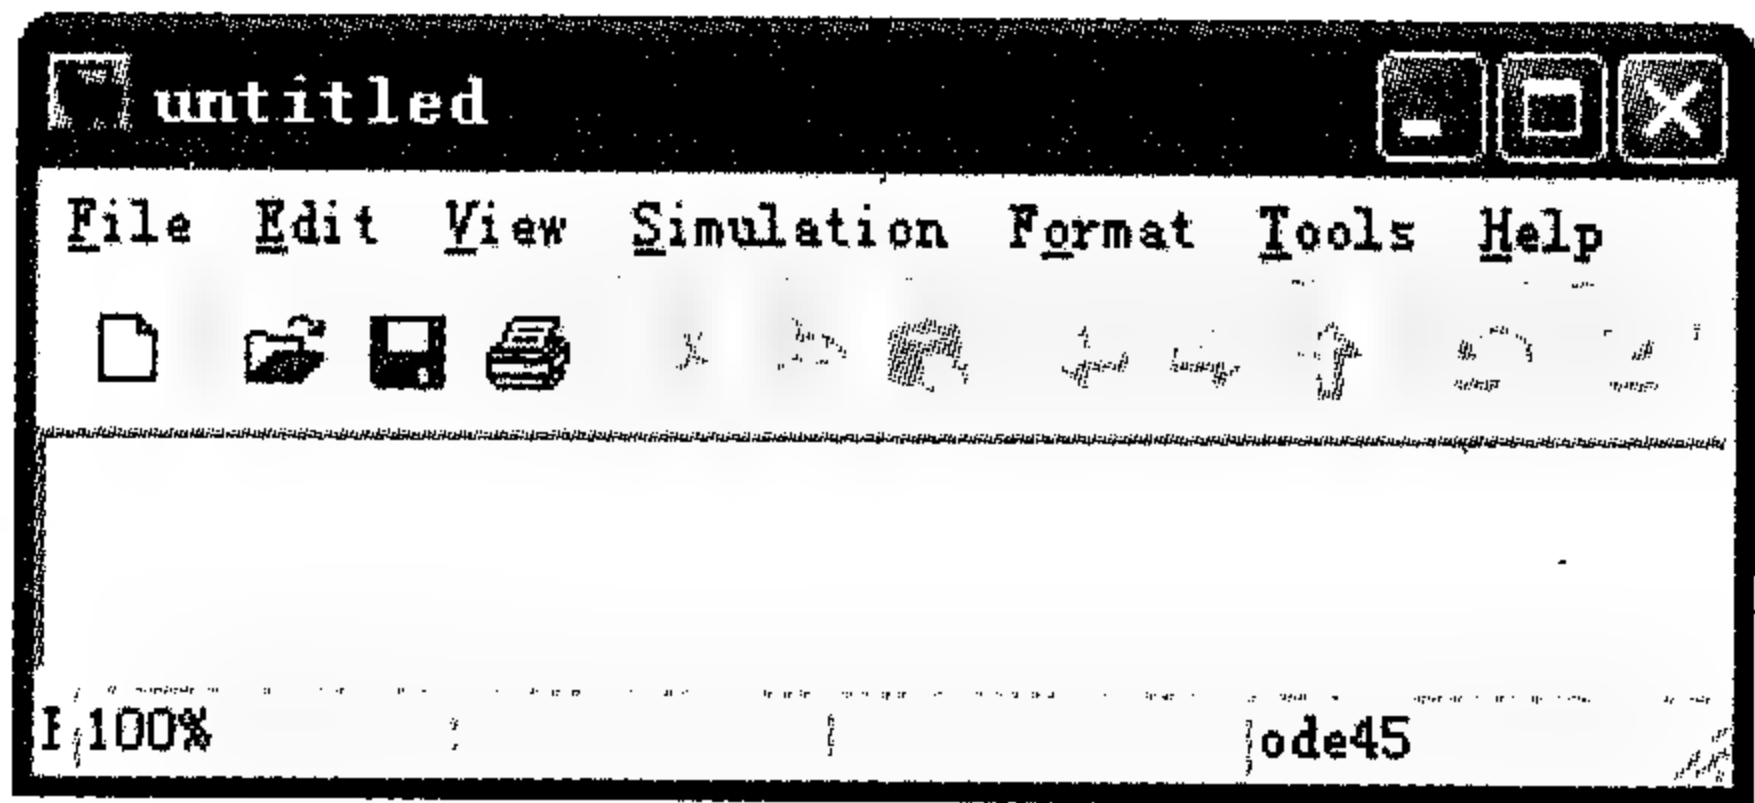 untitled
File Edit View Simulation Format Tools Help
100% ode45